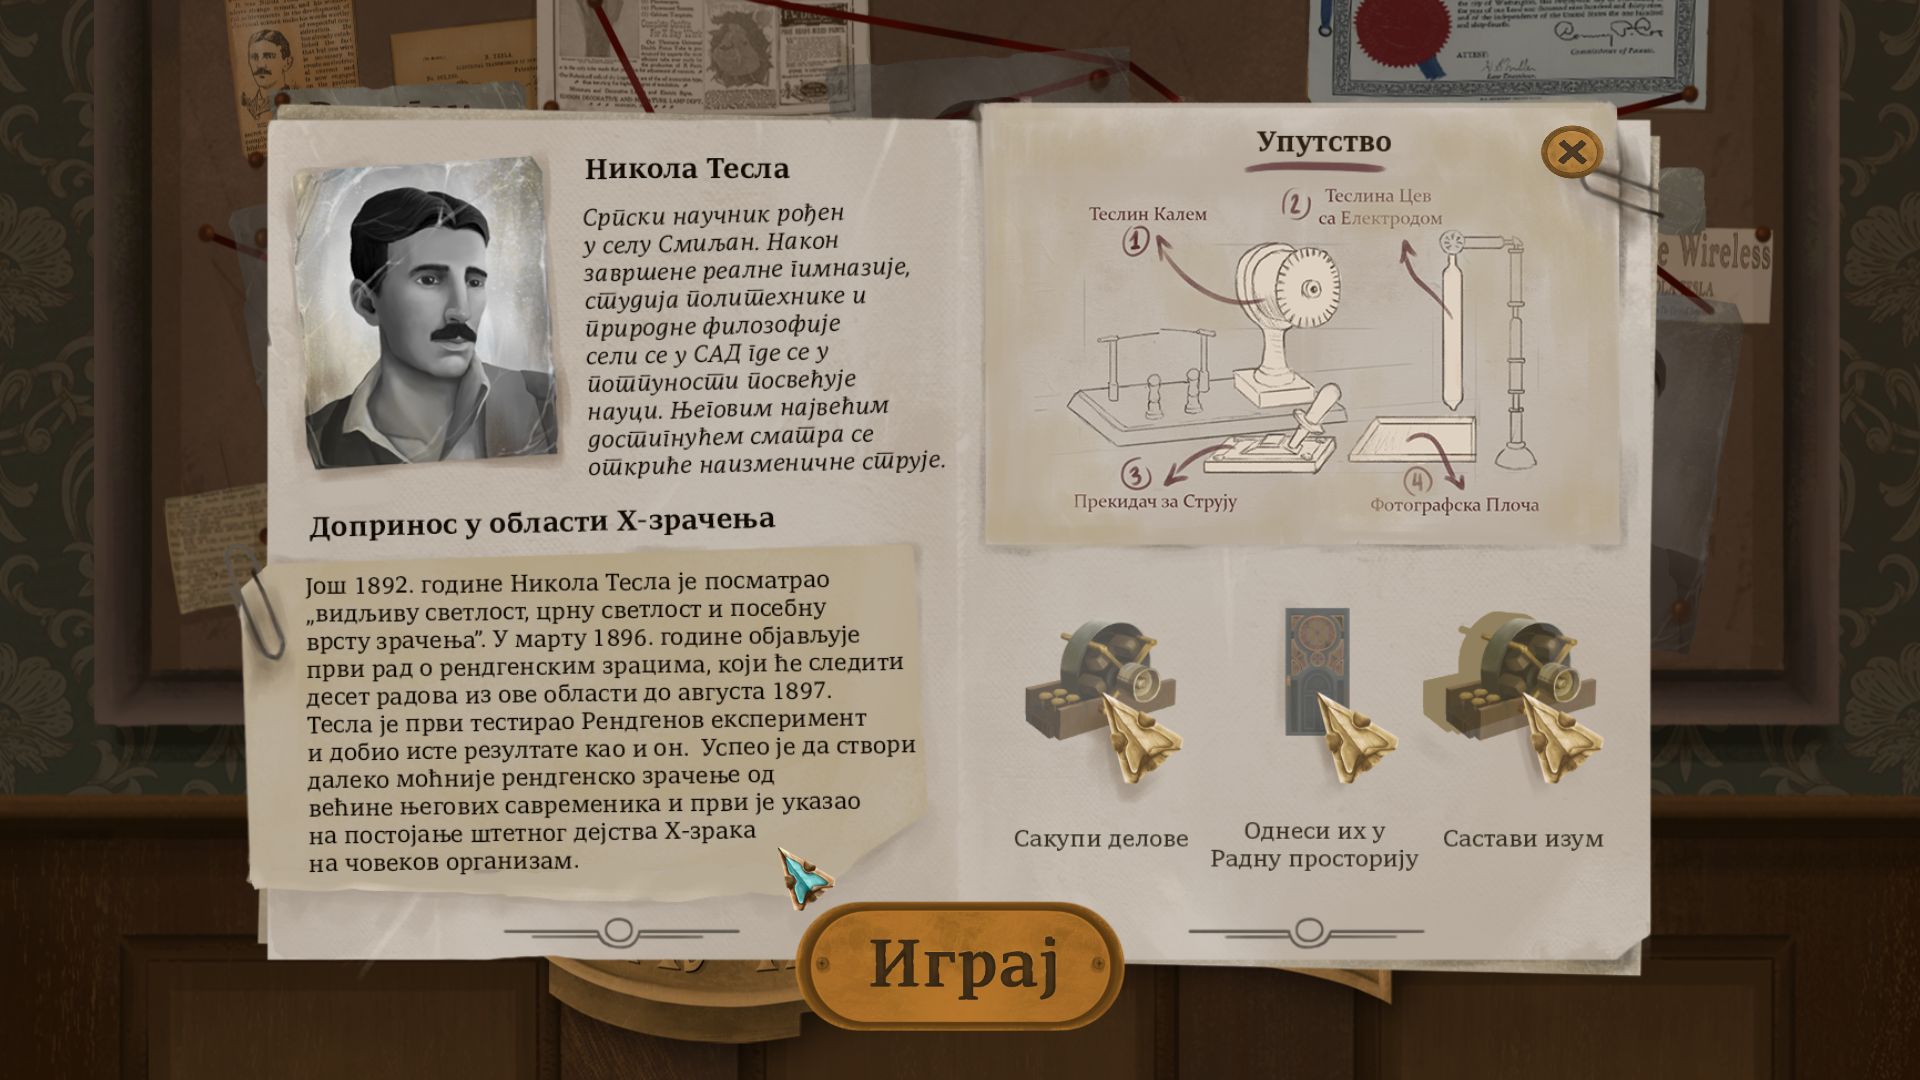 Никола Тесла
Српски научник рођен
у селу Смиљан. Након
завршене реалне гимназије,
студија политехнике и
природне филозофије
сели се у САД где се у
потпуности посвећује
науци. Његовим највећим
достигнућем сматра се
откриће наизменичне струје.
Допринос у области Х-зрачења
Још 1892. године Никола Тесла је посматрао
„видљиву светлост, црну светлост и посебну
врсту зрачења”. У марту 1896. године објављује
први рад о рендгенским зрацима, који ће следити
десет радова из ове области до августа 1897.
Тесла је први тестирао Рендгенов експеримент
и добио исте резултате као и он. Успео је да створи
далеко моћније рендгенско зрачење од
већине његових савременика и први је указао
на постојање штетног дејства Х-зрака
на човеков организам.
Упутство
Теслин Калем
1
2
Теслина Цев
са Електродом
3
Прекидач за Струју
4
Фотографска Плоча
Сакупи делове
Однеси их у
Радну просторију
Састави изум
Играј
Wireless
ATTEST: